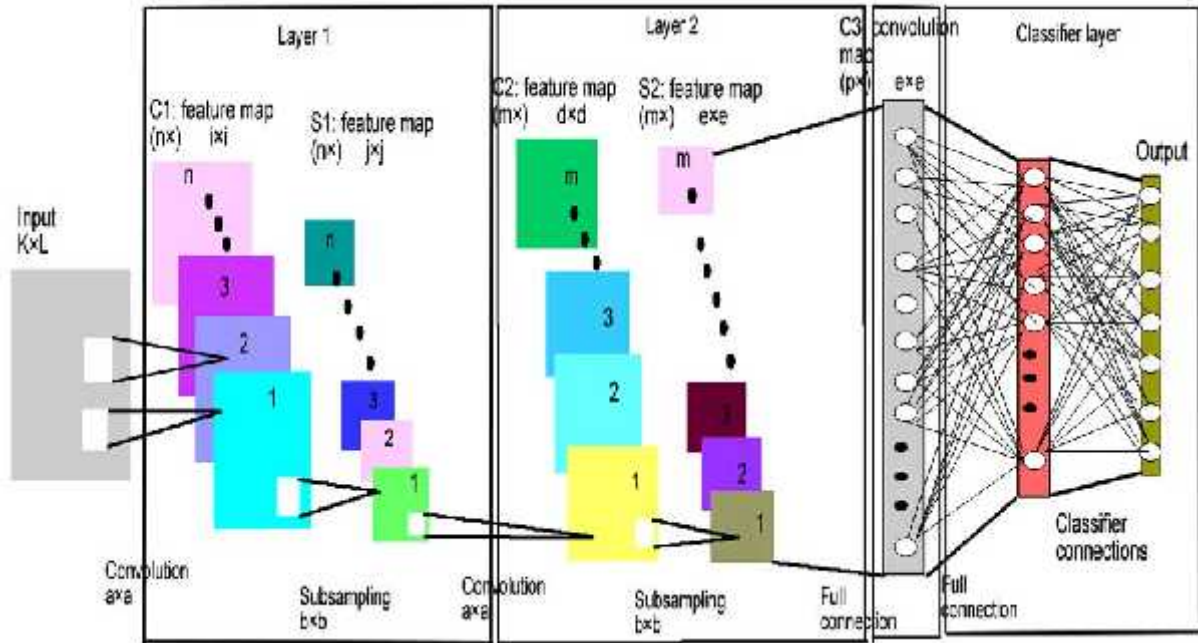 Layer 1
Layer 2
C3: convolution
map
(p×) e×e
Classifier layer
C1: feature map
(n×) i×i
S1: feature map
(n×) j×j
C2: feature map
(m×) d×d
S2: feature map
(m×) e×e
Output
Input
K×L
n
3
2
1
n
3
2
1
m
3
2
1
m
2
1
Convolution
a×a
Subsampling
b×b
Convolution
a×a
Subsampling
b×b
Full
connection
Full
connection
Classifier
connections